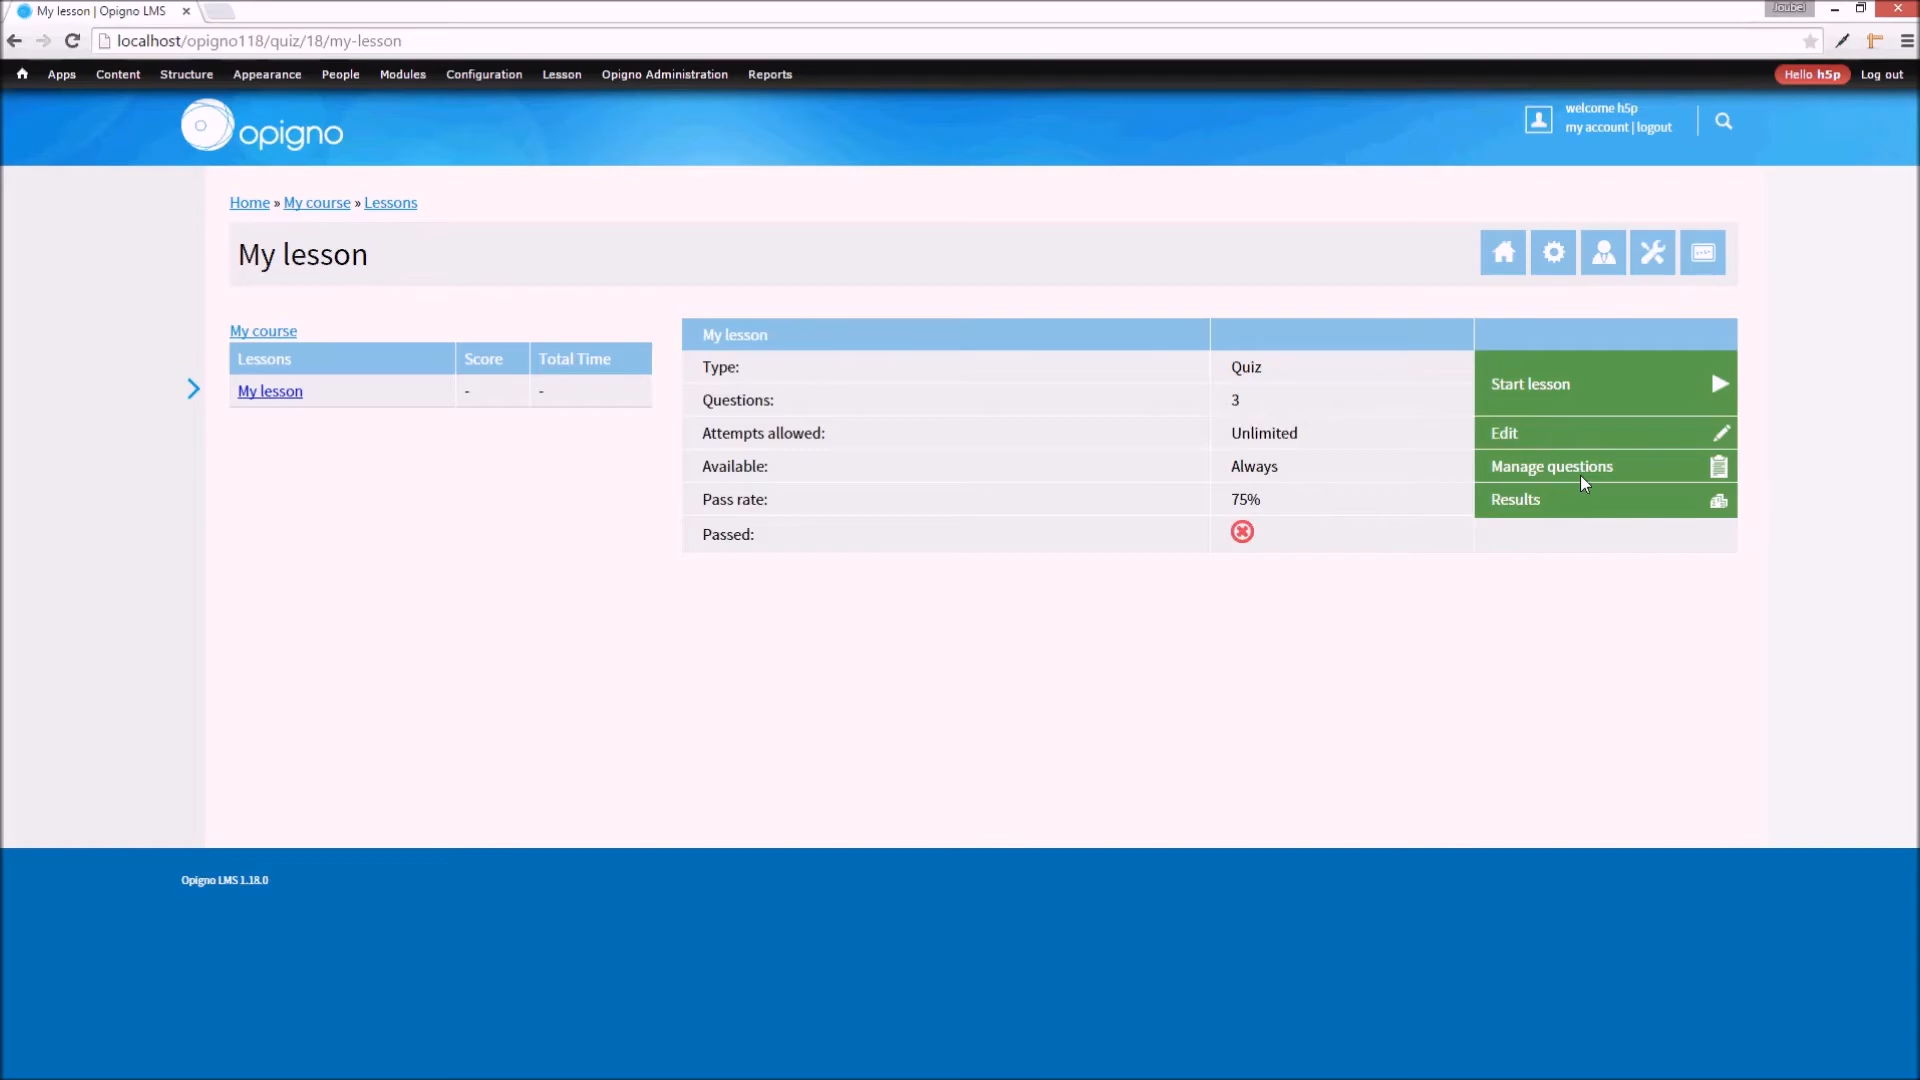 My lesson | Opigno LMS
Joubel
localhost/opigno118/quiz/18/my-lesson
Apps Content Structure Appearance People Modules Configuration Lesson Opigno Administration Reports
Hello h5p Log out
opigno
welcome h5p
my account | logout
Home » My course » Lessons
My lesson
My course
Lessons Score Total Time
My lesson - -
My lesson
Type: Quiz
Questions: 3
Attempts allowed: Unlimited
Available: Always
Pass rate: 75%
Passed:
Start lesson
Edit
Manage questions
Results
Opigno LMS 1.18.0